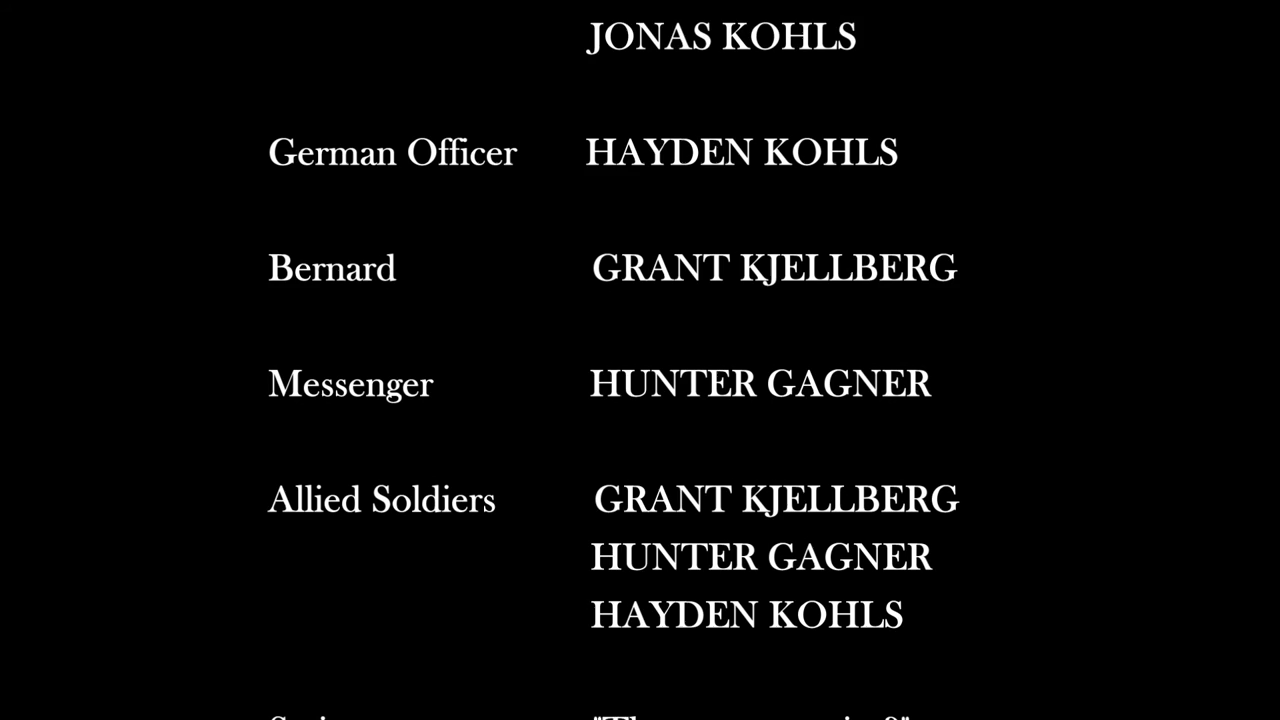 JONAS KOHLS
German Officer HAYDEN KOHLS
Bernard GRANT KJELLBERG
Messenger HUNTER GAGNER
Allied Soldiers GRANT KJELLBERG
HUNTER GAGNER
HAYDEN KOHLS